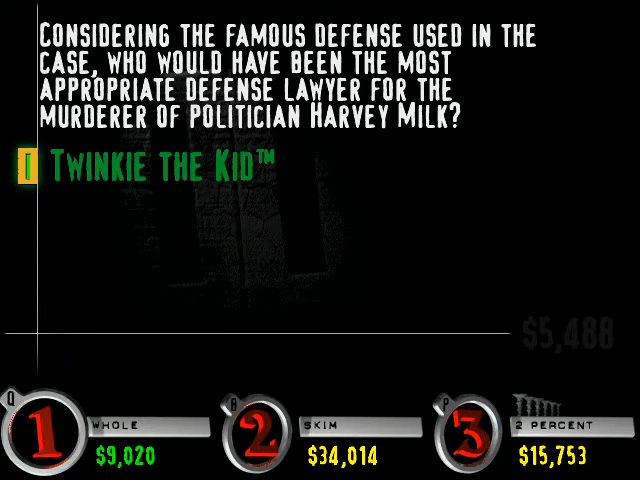 Considering the famous defense used in the
case, who would have been the most
appropriate defense lawyer for the
murderer of politician Harvey Milk?
1 Twinkie the Kid™
$5,488
Q B P
1 WHOLE 2 SKIM 3 2 PERCENT
$9,020 $34,014 $15,753